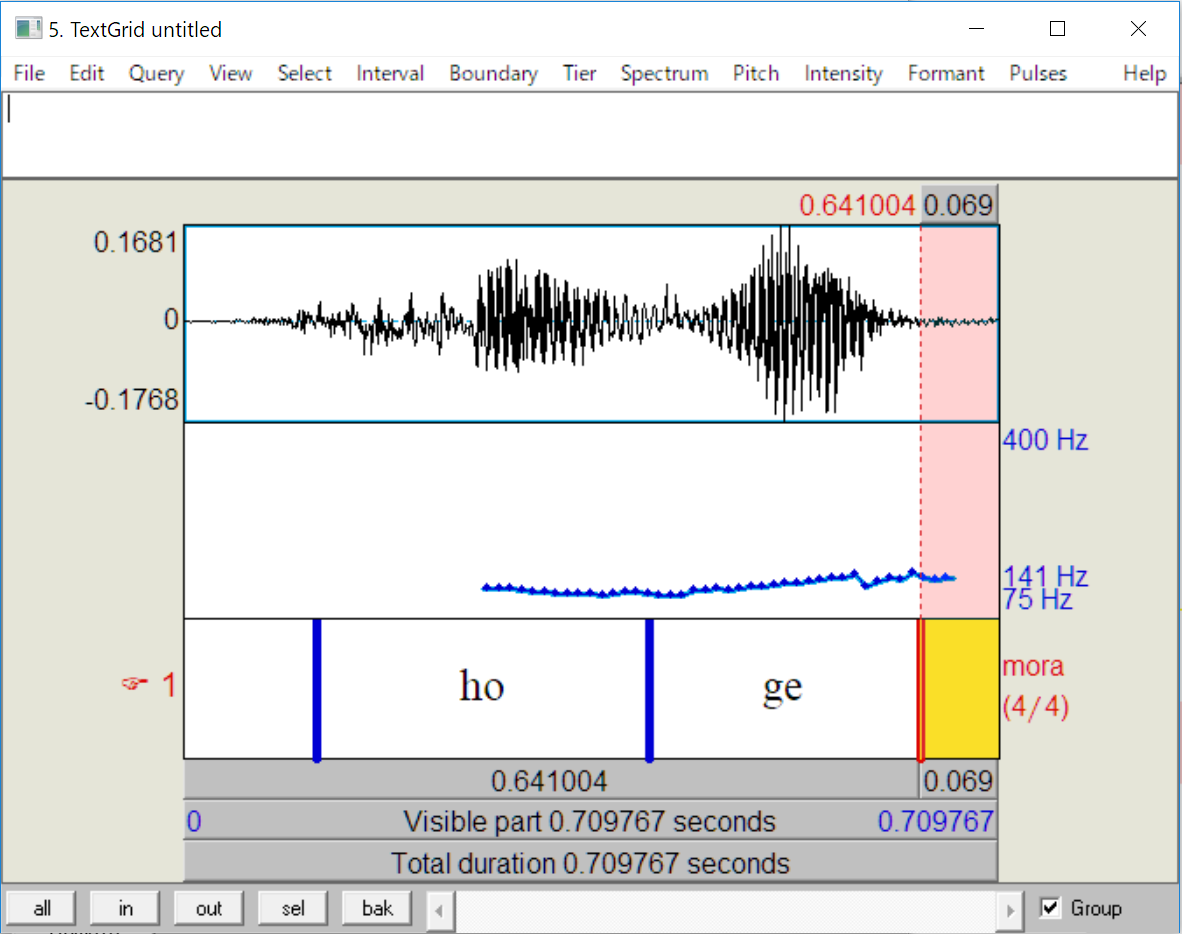 5. TextGrid untitled
File Edit Query View Select Interval Boundary Tier Spectrum Pitch Intensity Formant Pulses Help
0.641004 0.069
0.1681
0
-0.1768
400 Hz
141 Hz
75 Hz
☞ 1 ho ge mora
(4/4)
0.641004 0.069
0 Visible part 0.709767 seconds 0.709767
Total duration 0.709767 seconds
all in out sel bak Group